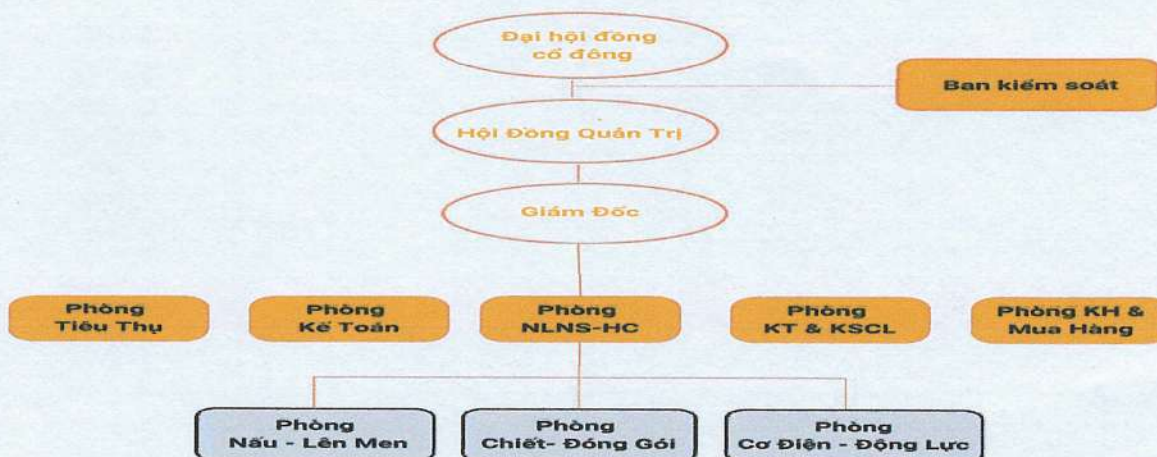 Đại hội đồng
cổ đông
Ban kiểm soát
Hội Đồng Quản Trị
Giám Đốc
Phòng
Tiêu Thụ
Phòng
Kế Toán
Phòng
NLNS-HC
Phòng
KT & KSCL
Phòng KH &
Mua Hàng
Phòng
Nấu - Lên Men
Phòng
Chiết- Đóng Gói
Phòng
Cơ Điện - Động Lực